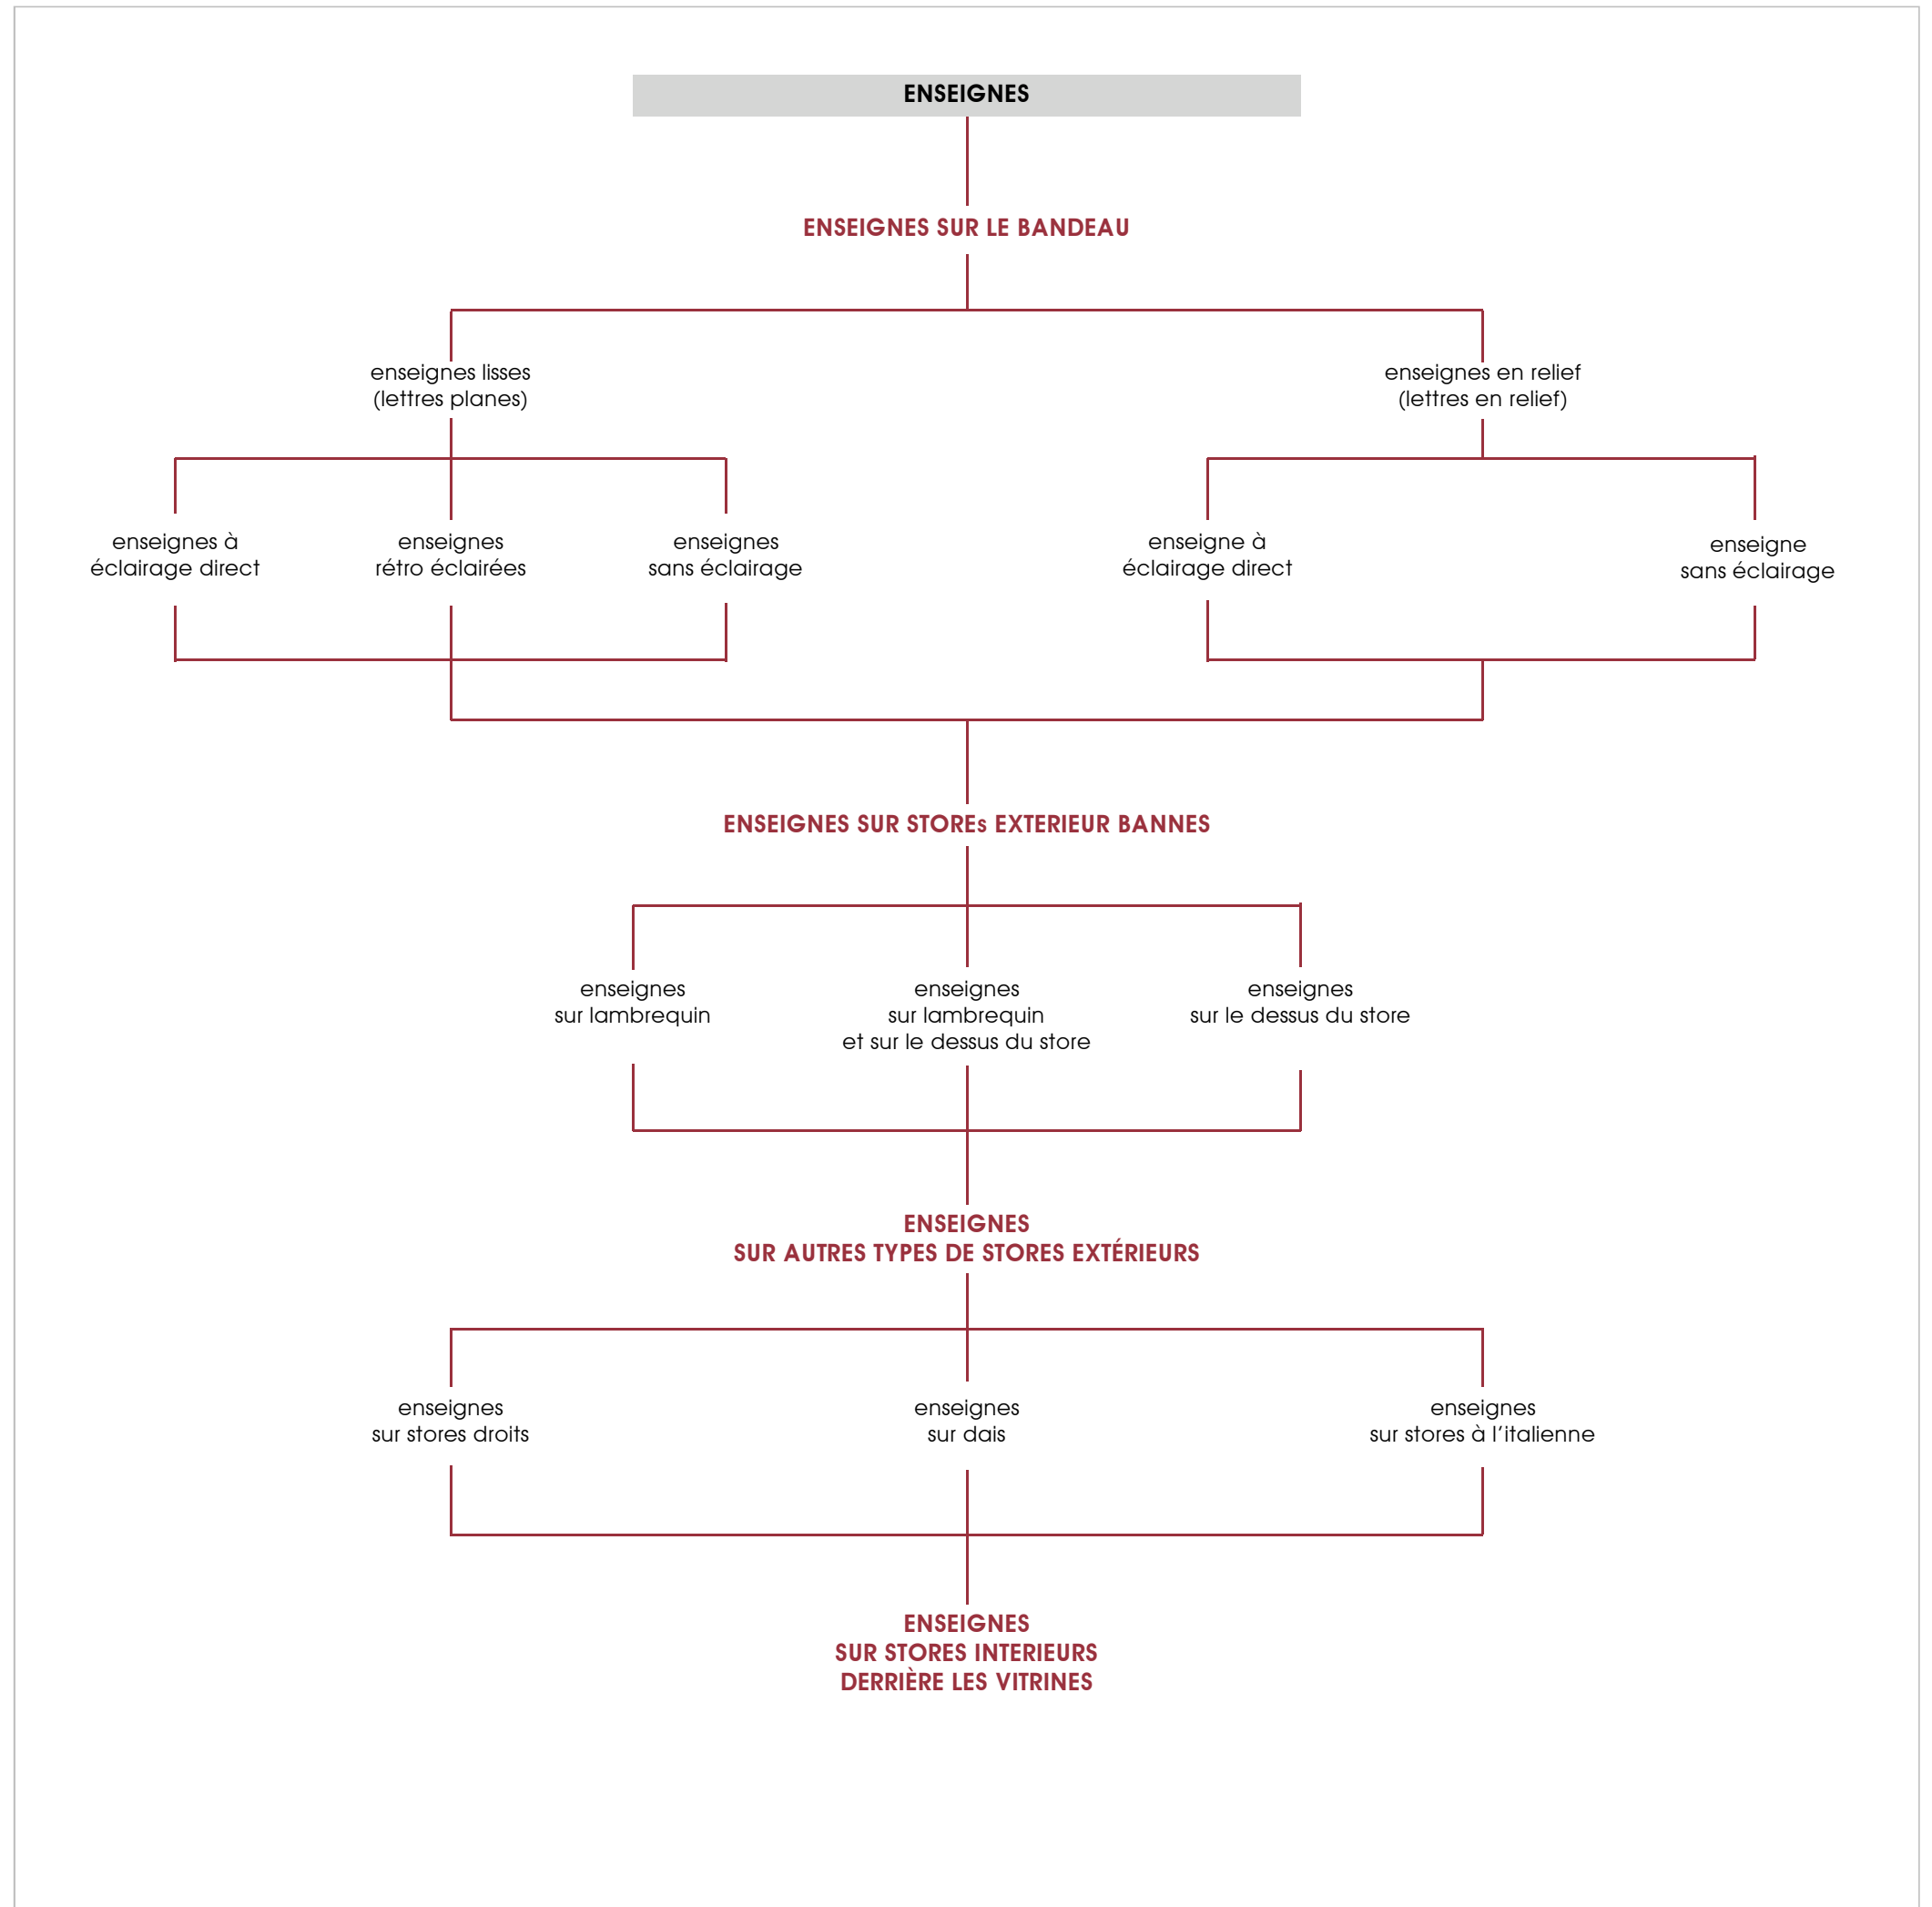 ENSEIGNES
ENSEIGNES SUR LE BANDEAU
enseignes lisses
(lettres planes)
enseignes en relief
(lettres en relief)
enseignes à
éclairage direct
enseignes
rétro éclairées
enseignes
sans éclairage
enseigne à
éclairage direct
enseigne
sans éclairage
ENSEIGNES SUR STOREs EXTERIEUR BANNES
enseignes
sur lambrequin
enseignes
sur lambrequin
et sur le dessus du store
enseignes
sur le dessus du store
ENSEIGNES
SUR AUTRES TYPES DE STORES EXTÉRIEURS
enseignes
sur stores droits
enseignes
sur dais
enseignes
sur stores à l'italienne
ENSEIGNES
SUR STORES INTERIEURS
DERRIÈRE LES VITRINES